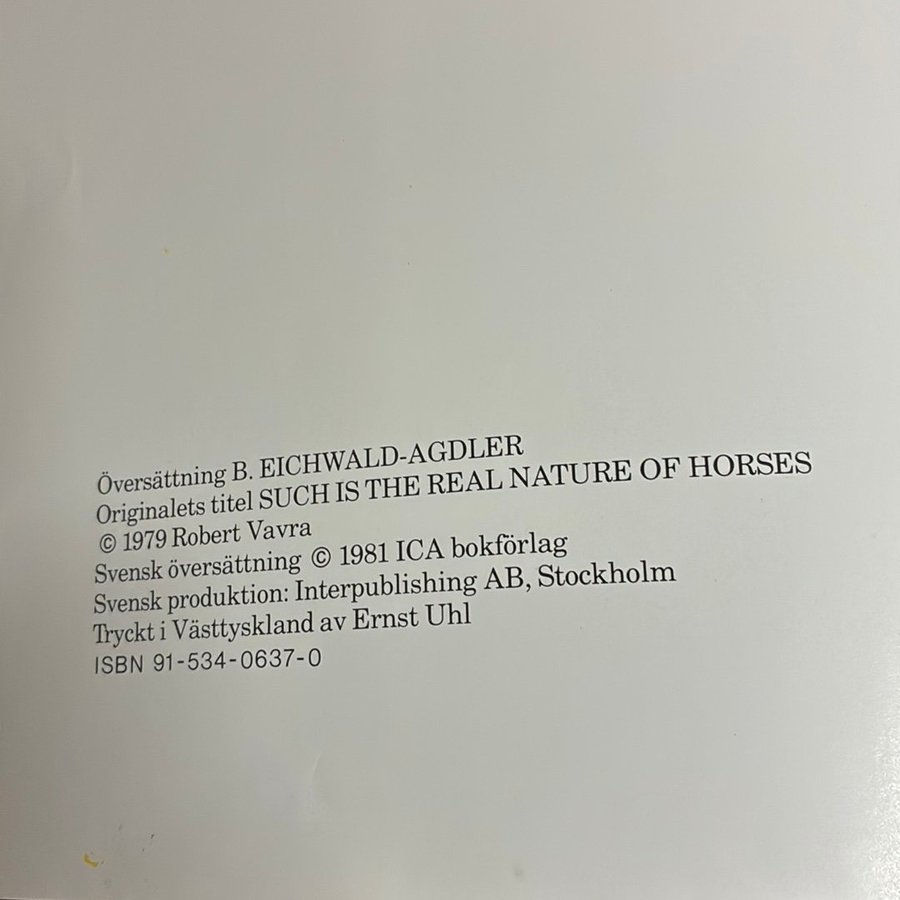 Översättning B. EICHWALD-AGDLER
Originalets titel SUCH IS THE REAL NATURE OF HORSES
© 1979 Robert Vavra
Svensk översättning © 1981 ICA bokförlag
Svensk produktion: Interpublishing AB, Stockholm
Tryckt i Västtyskland av Ernst Uhl
ISBN 91-534-0637-0